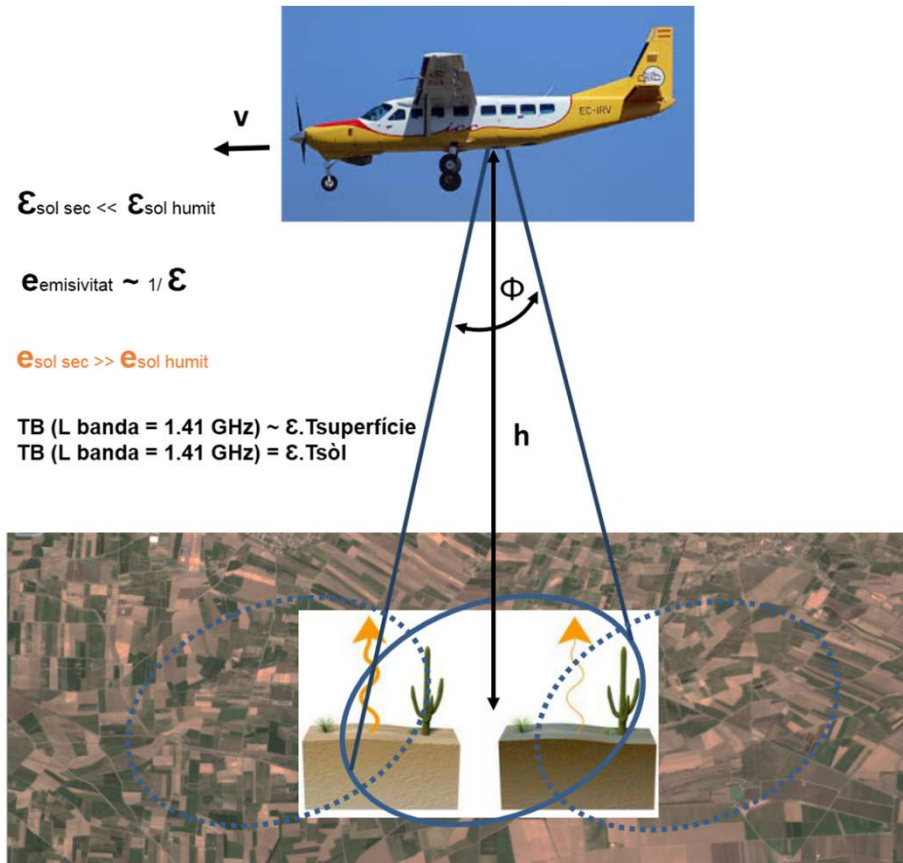 EC-IRV
icc
v
εsol sec << εsol humit
eemisivitat ~ 1/ ε
Φ
esol sec >> esol humit
TB (L banda = 1.41 GHz) ~ ε.Tsuperfície
TB (L banda = 1.41 GHz) = ε.Tsòl
h